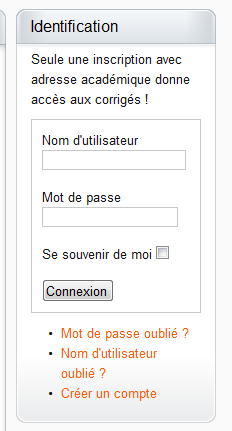 Identification
Seule une inscription avec
adresse académique donne
accès aux corrigés !
Nom d'utilisateur
Mot de passe
Se souvenir de moi
Connexion
Mot de passe oublié ?
Nom d'utilisateur
oublié ?
Créer un compte